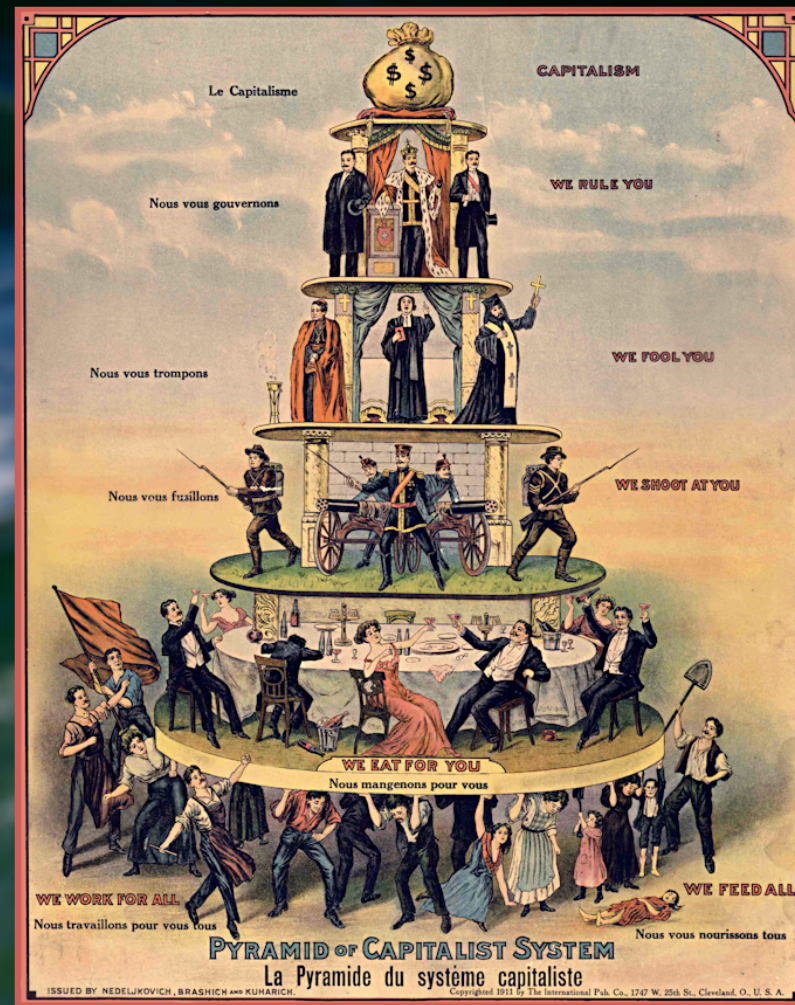 $ $ $ $
Le Capitalisme
CAPITALISM
Nous vous gouvernons
WE RULE YOU
Nous vous trompons
WE FOOL YOU
Nous vous fusillons
WE SHOOT AT YOU
WE EAT FOR YOU
Nous mangenons pour vous
WE WORK FOR ALL
Nous travaillons pour vous tous
WE FEED ALL
Nous vous nourissons tous
PYRAMID OF CAPITALIST SYSTEM
La Pyramide du système capitaliste
ISSUED BY NEDELJKOVICH, BRASHICH AND KUHARICH.
Copyrighted 1911 by The International Pub. Co., 1747 W. 25th St., Cleveland, O., U. S. A.